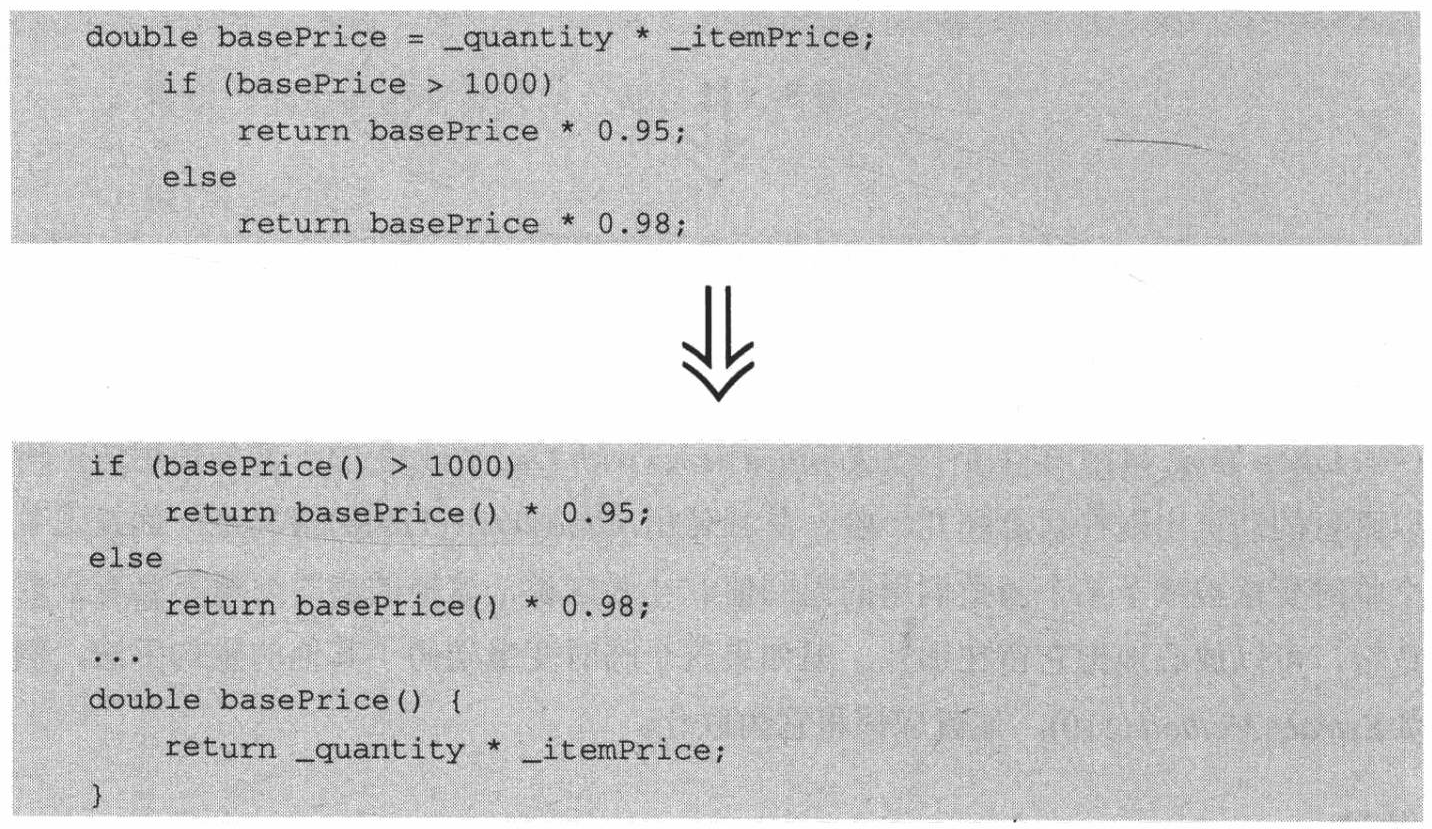 double basePrice = _quantity * _itemPrice;
    if (basePrice > 1000)
        return basePrice * 0.95;
    else
        return basePrice * 0.98;
if (basePrice() > 1000)
    return basePrice() * 0.95;
else
    return basePrice() * 0.98;
...
double basePrice() {
    return _quantity * _itemPrice;
}